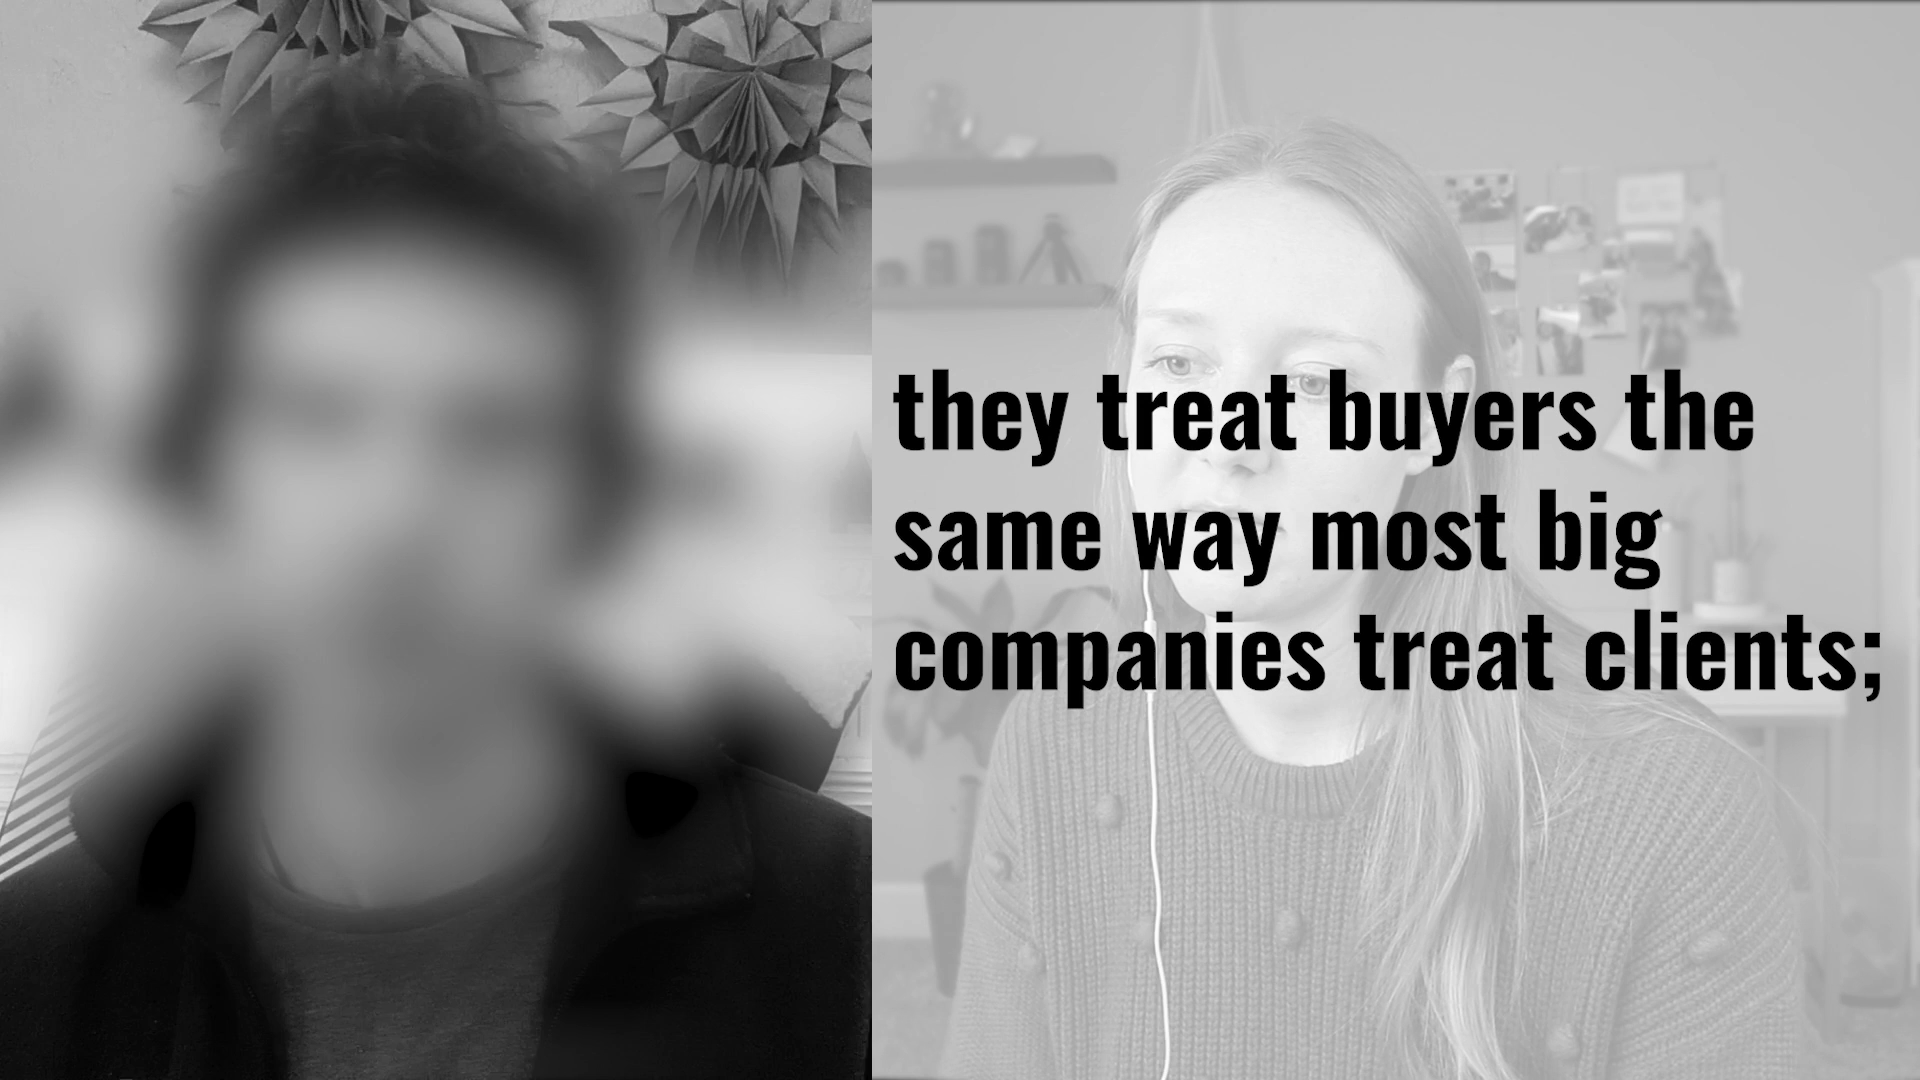 they treat buyers the
same way most big
companies treat clients;